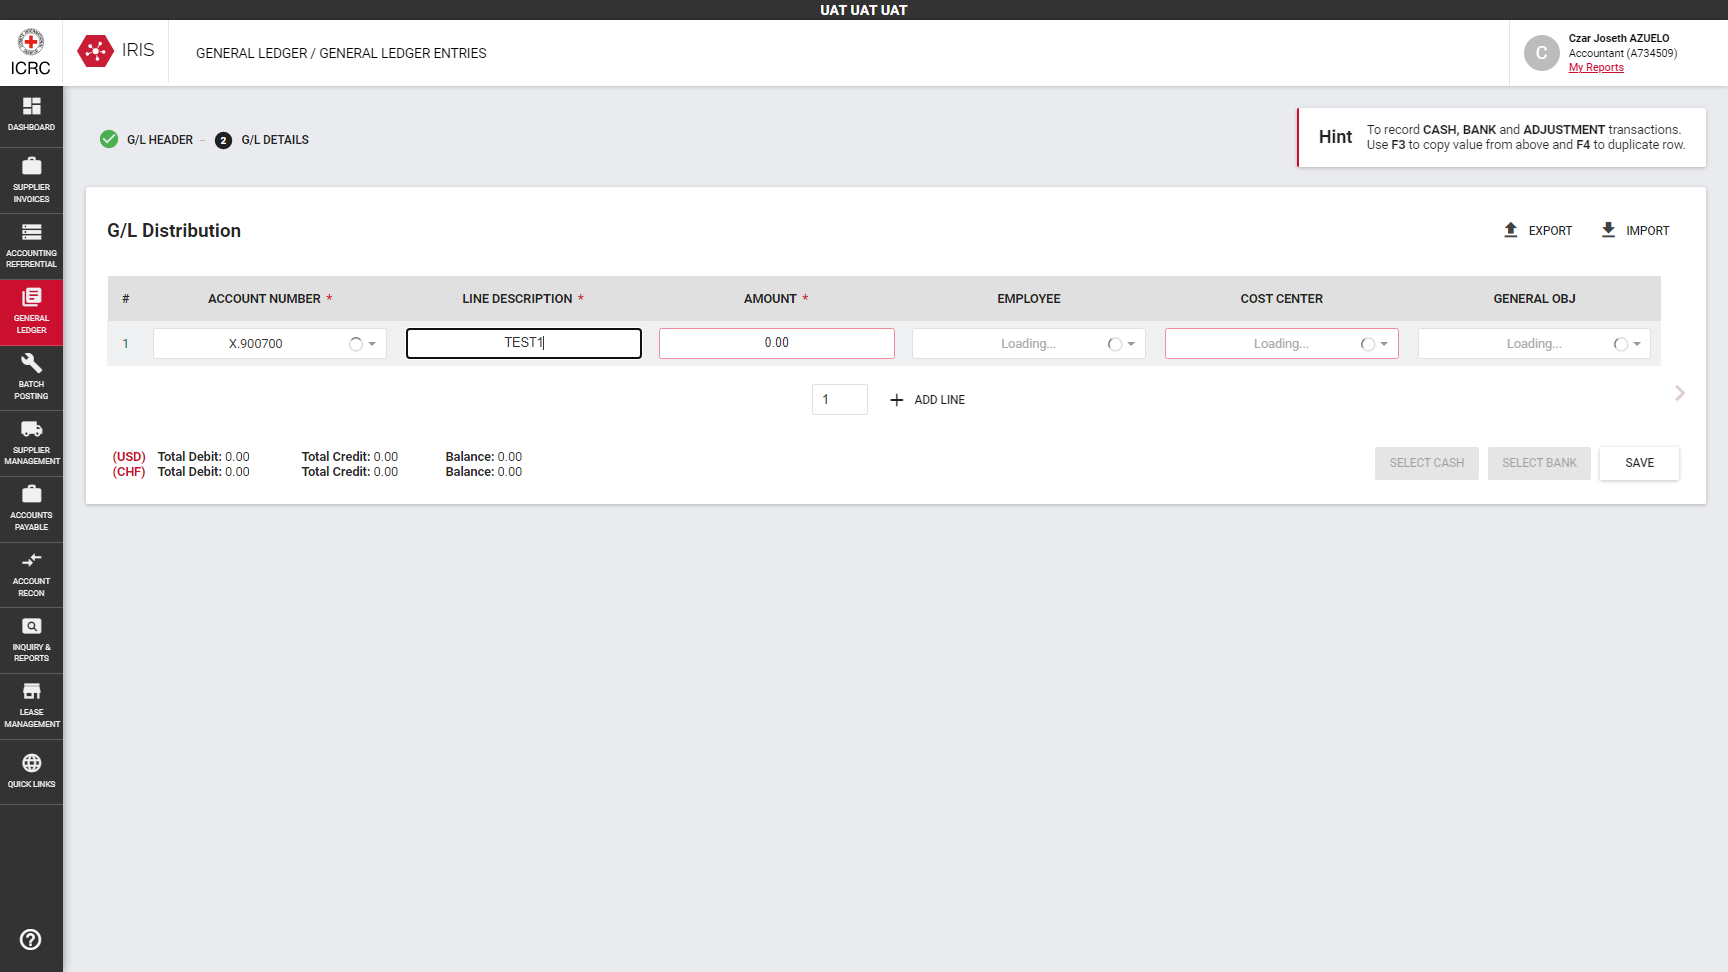 UAT UAT UAT
ICRC
IRIS
GENERAL LEDGER / GENERAL LEDGER ENTRIES
C
Czar Joseth AZUELO
Accountant (A734509)
My Reports
DASHBOARD
SUPPLIER
INVOICES
ACCOUNTING
REFERENTIAL
GENERAL
LEDGER
BATCH
POSTING
SUPPLIER
MANAGEMENT
ACCOUNTS
PAYABLE
ACCOUNT
RECON
INQUIRY &
REPORTS
LEASE
MANAGEMENT
QUICK LINKS
G/L HEADER
2 G/L DETAILS
Hint
To record CASH, BANK and ADJUSTMENT transactions.
Use F3 to copy value from above and F4 to duplicate row.
G/L Distribution
EXPORT IMPORT
# ACCOUNT NUMBER * LINE DESCRIPTION * AMOUNT * EMPLOYEE COST CENTER GENERAL OBJ
1 X.900700 TEST1 0.00 Loading... Loading... Loading...
1 ADD LINE
(USD) Total Debit: 0.00 Total Credit: 0.00 Balance: 0.00
(CHF) Total Debit: 0.00 Total Credit: 0.00 Balance: 0.00
SELECT CASH SELECT BANK SAVE